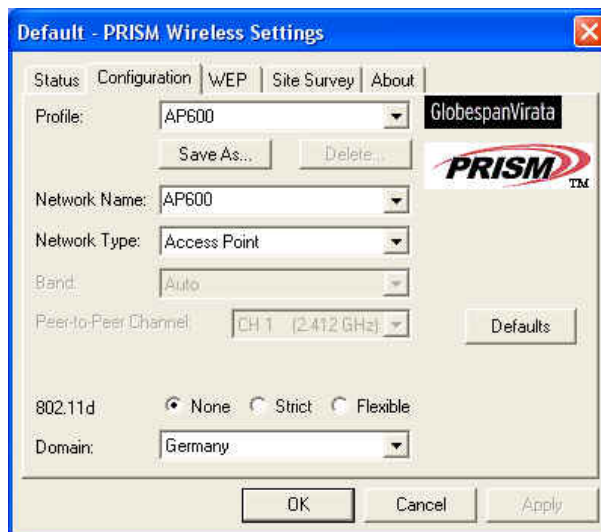 Default - PRISM Wireless Settings
Status Configuration WEP Site Survey About
Profile: AP600 GlobespanVirata
Save As... Delete... PRISM TM
Network Name: AP600
Network Type: Access Point
Band: Auto
Peer-to-Peer Channel CH 1 (2.412 GHz) Defaults
802.11d None Strict Flexible
Domain: Germany
OK Cancel Apply